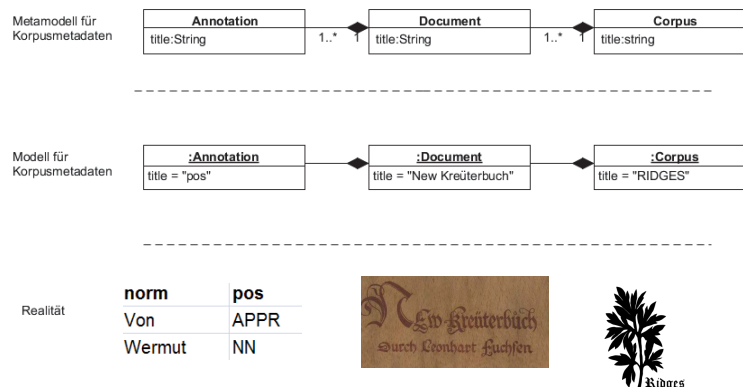 Metamodell für
Korpusmetadaten
Annotation
title:String
1..*
1
Document
title:String
1..*
1
Corpus
title:string
Modell für
Korpusmetadaten
:Annotation
title = "pos"
:Document
title = "New Kreüterbuch"
:Corpus
title = "RIDGES"
Realität
norm pos
Von APPR
Wermut NN
New Kreüterbuch
Durch Leonhart Fuchsen
Ridges